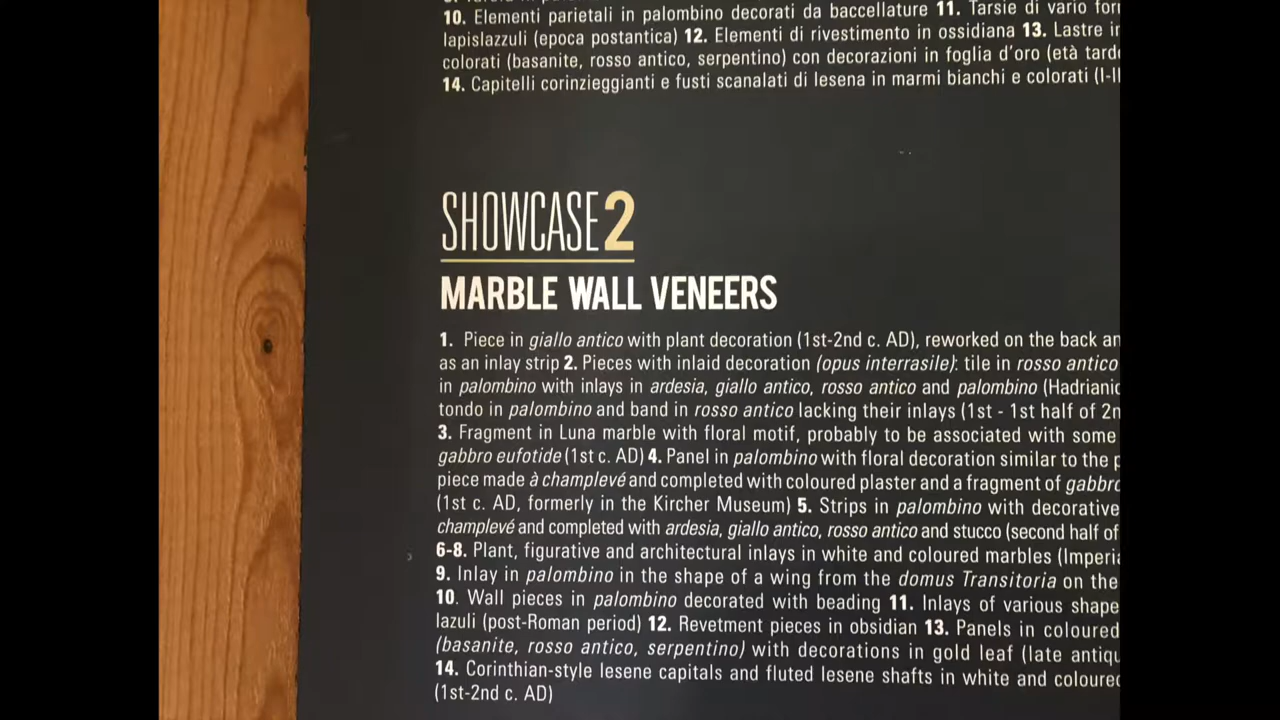 10. Elementi parietali in palombino decorati da baccellature 11. Tarsie di vario
lapislazzuli (epoca postantica) 12. Elementi di rivestimento in ossidiana 13. Lastre
colorati (basanite, rosso antico, serpentino) con decorazioni in foglia d'oro (età
14. Capitelli corinzieggianti e fusti scanalati di lesena in marmi bianchi e colorati
SHOWCASE 2
MARBLE WALL VENEERS
1. Piece in giallo antico with plant decoration (1st-2nd c. AD), reworked on the back
as an inlay strip 2. Pieces with inlaid decoration (opus interrasile): tile in rosso antico
in palombino with inlays in ardesia, giallo antico, rosso antico and palombino
tondo in palombino and band in rosso antico lacking their inlays (1st - 1st half of
3. Fragment in Luna marble with floral motif, probably to be associated with some
gabbro eufotide (1st c. AD) 4. Panel in palombino with floral decoration similar to the
piece made à champlevé and completed with coloured plaster and a fragment of
(1st c. AD, formerly in the Kircher Museum) 5. Strips in palombino with decorative
champlevé and completed with ardesia, giallo antico, rosso antico and stucco (second half of
6-8. Plant, figurative and architectural inlays in white and coloured marbles
9. Inlay in palombino in the shape of a wing from the domus Transitoria on the
10. Wall pieces in palombino decorated with beading 11. Inlays of various
lazuli (post-Roman period) 12. Revetment pieces in obsidian 13. Panels in coloured
(basanite, rosso antico, serpentino) with decorations in gold leaf (late
14. Corinthian-style lesene capitals and fluted lesene shafts in white and
(1st-2nd c. AD)